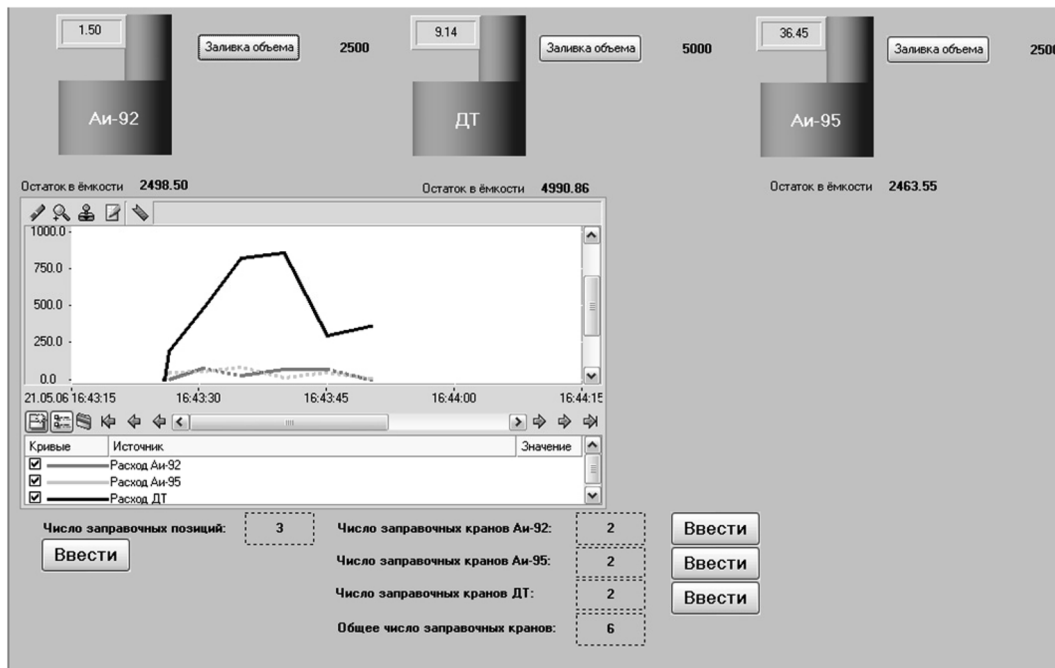 1.50
Заливка объема
2500
9.14
Заливка объема
5000
36.45
Заливка объема
2500
Аи-92
ДТ
Аи-95
Остаток в ёмкости 2498.50
Остаток в ёмкости 4990.86
Остаток в ёмкости 2463.55
1000.0
750.0
500.0
250.0
0.0
21.05.06 16:43:15 16:43:30 16:43:45 16:44:00 16:44:15
Кривые Источник Значение
Расход Аи-92
Расход Аи-95
Расход ДТ
Число заправочных позиций: 3
Ввести
Число заправочных кранов Аи-92: 2 Ввести
Число заправочных кранов Аи-95: 2 Ввести
Число заправочных кранов ДТ: 2 Ввести
Общее число заправочных кранов: 6